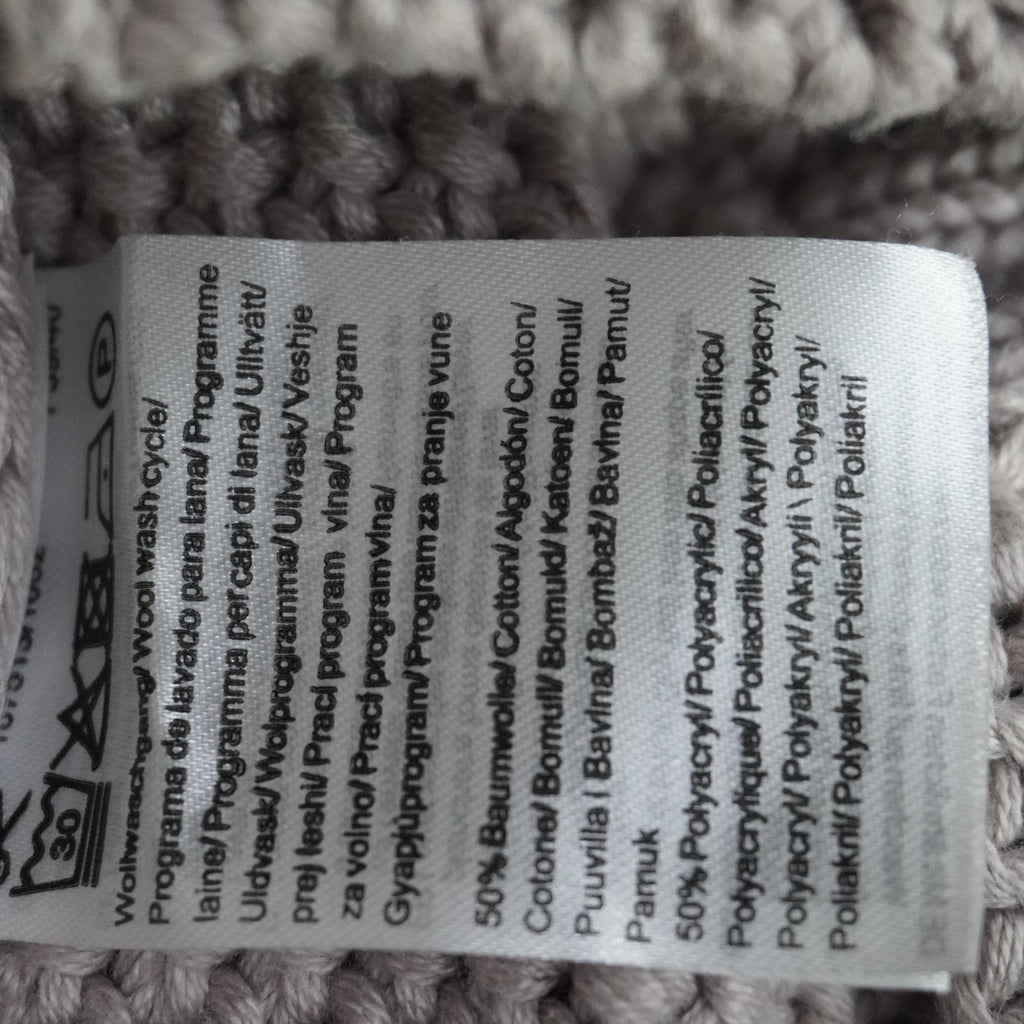 30
P
Wollwaschgang/ Wool wash cycle/
Programa de lavado para lana/ Programme
laine/ Programma per capi di lana/ Ulltvätt/
Uldvask/ Wolprogramma/ Ullvask/ Veshje
prej leshi/ Prací program vlna/ Program
za volno/ Prací program vlna/
Gyapjúprogram/ Program za pranje vune
50% Baumwolle/ Cotton/ Algodón/ Coton/
Cotone/ Bomull/ Bomuld/ Katoen/ Bomull/
Puuvilla | Bavlna/ Bombaž/ Bavlna/ Pamut/
Pamuk
50% Polyacryl/ Polyacrylic/ Poliacrílico/
Polyacrylique/ Poliacrilico/ Akryl/ Polyacryl/
Polyacryl/ Polyakryl/ Akryyli \ Polyakryl/
Poliakril/ Polyakryl/ Poliakril/ Poliakril